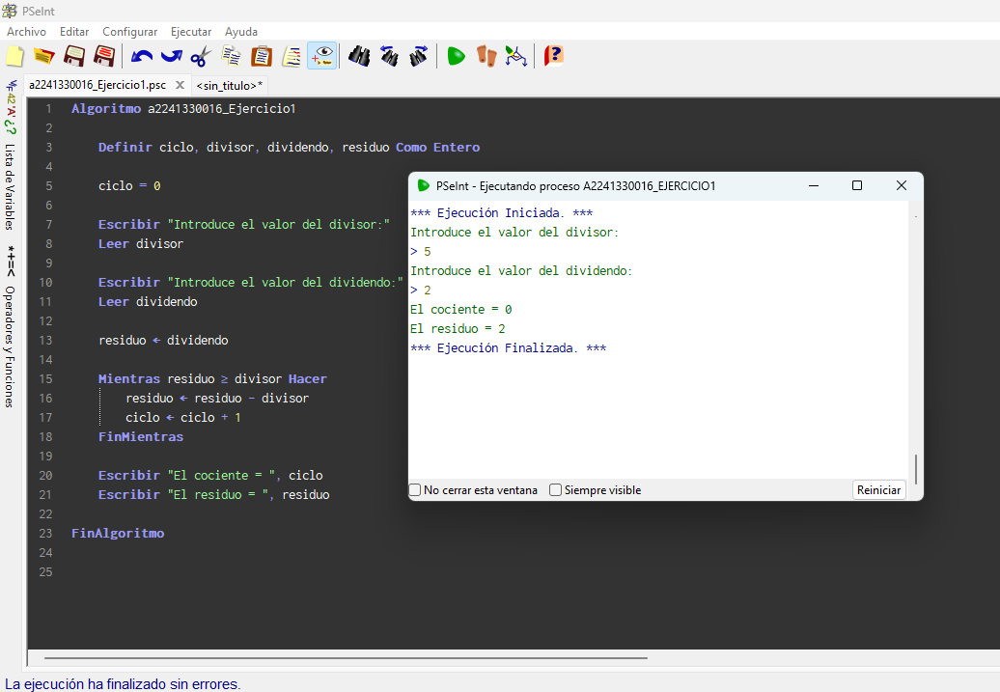 PSeInt
Archivo Editar Configurar Ejecutar Ayuda
a2241330016_Ejercicio1.psc X <sin_titulo>*
Lista de Variables
*+=<
Operadores y Funciones
1 Algoritmo a2241330016_Ejercicio1
2
3 Definir ciclo, divisor, dividendo, residuo Como Entero
4
5 ciclo = 0
6
7 Escribir "Introduce el valor del divisor:"
8 Leer divisor
9
10 Escribir "Introduce el valor del dividendo:"
11 Leer dividendo
12
13 residuo ← dividendo
14
15 Mientras residuo ≥ divisor Hacer
16 residuo ← residuo - divisor
17 ciclo ← ciclo + 1
18 FinMientras
19
20 Escribir "El cociente = ", ciclo
21 Escribir "El residuo = ", residuo
22
23 FinAlgoritmo
24
25
PSeInt - Ejecutando proceso A2241330016_EJERCICIO1
*** Ejecución Iniciada. ***
Introduce el valor del divisor:
> 5
Introduce el valor del dividendo:
> 2
El cociente = 0
El residuo = 2
*** Ejecución Finalizada. ***
No cerrar esta ventana Siempre visible Reiniciar
La ejecución ha finalizado sin errores.